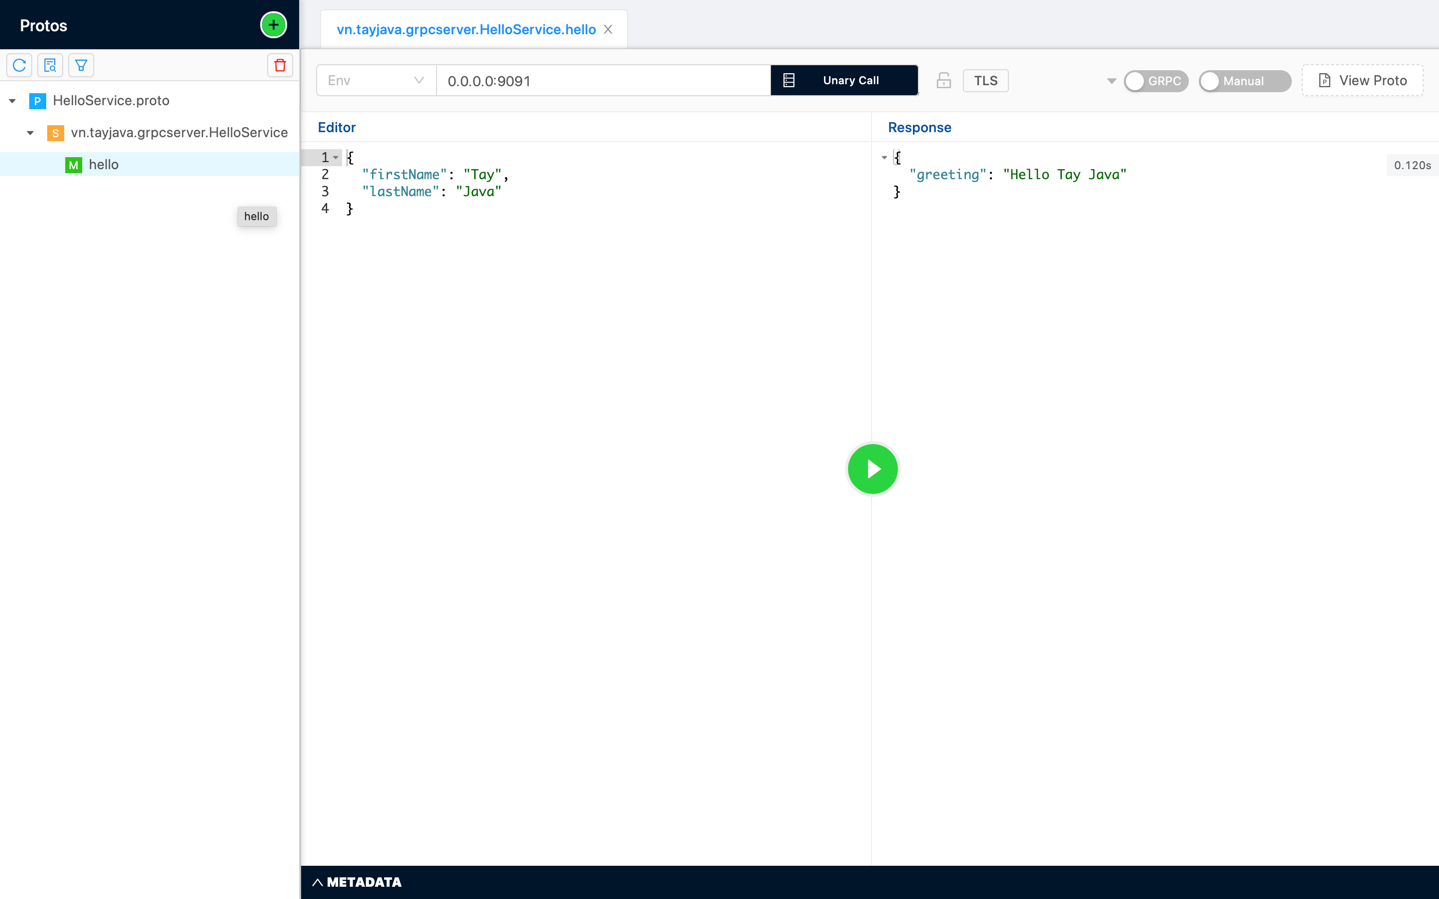 Protos
+
vn.tayjava.grpcserver.HelloService.hello
Env
0.0.0.0:9091
Unary Call
TLS
GRPC
Manual
View Proto
P HelloService.proto
S vn.tayjava.grpcserver.HelloService
M hello
hello
Editor
1 {
2 "firstName": "Tay",
3 "lastName": "Java"
4 }
Response
{
"greeting": "Hello Tay Java"
}
0.120s
METADATA